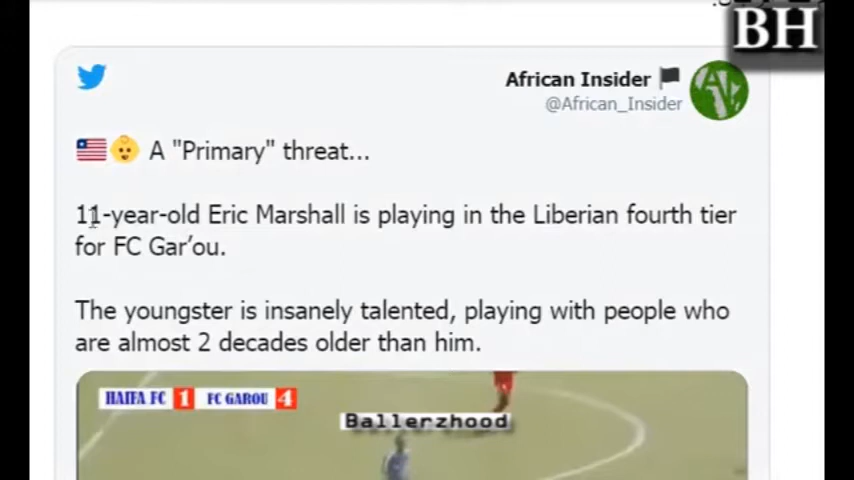 BH
African Insider
@African_Insider
A "Primary" threat...
11-year-old Eric Marshall is playing in the Liberian fourth tier
for FC Gar'ou.
The youngster is insanely talented, playing with people who
are almost 2 decades older than him.
HAIFA FC 1 FC GAROU 4
Ballerzhood